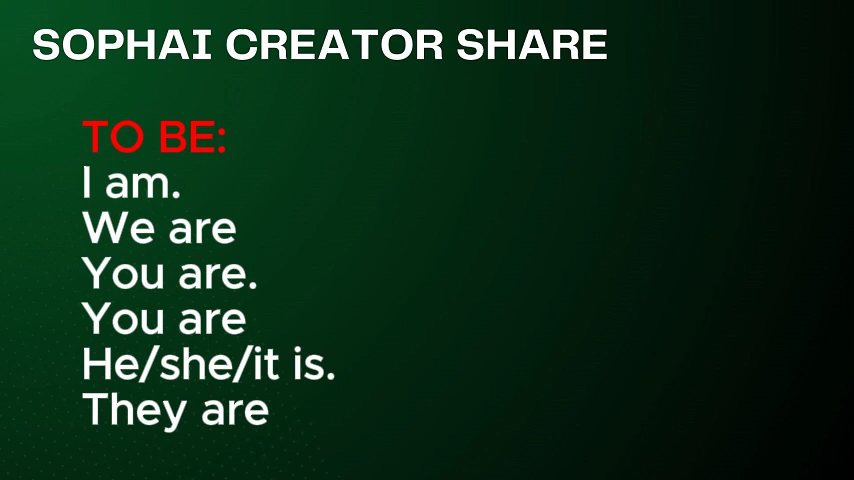 SOPHAI CREATOR SHARE
TO BE:
I am.
We are
You are.
You are
He/she/it is.
They are